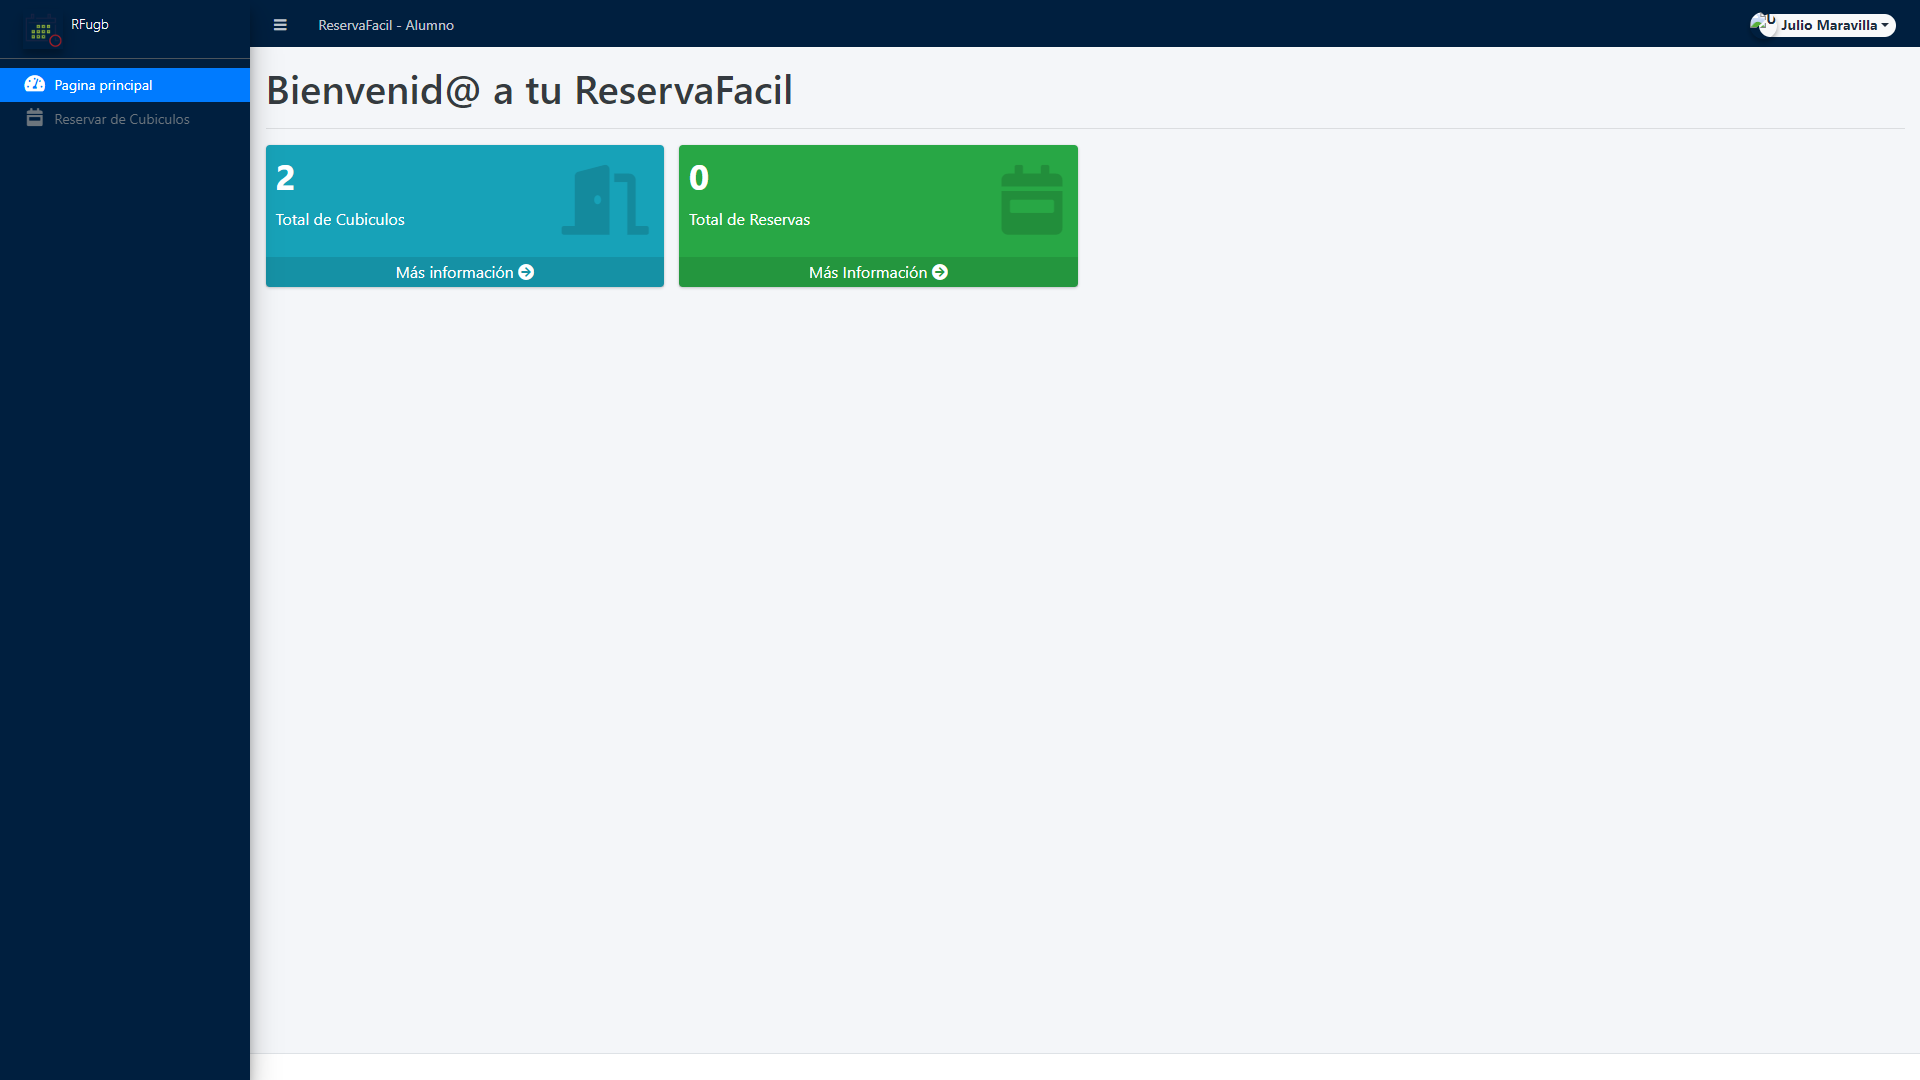 RFugb
ReservaFacil - Alumno
Julio Maravilla
Pagina principal
Reservar de Cubiculos
Bienvenid@ a tu ReservaFacil
2
Total de Cubiculos
Más información
0
Total de Reservas
Más Información